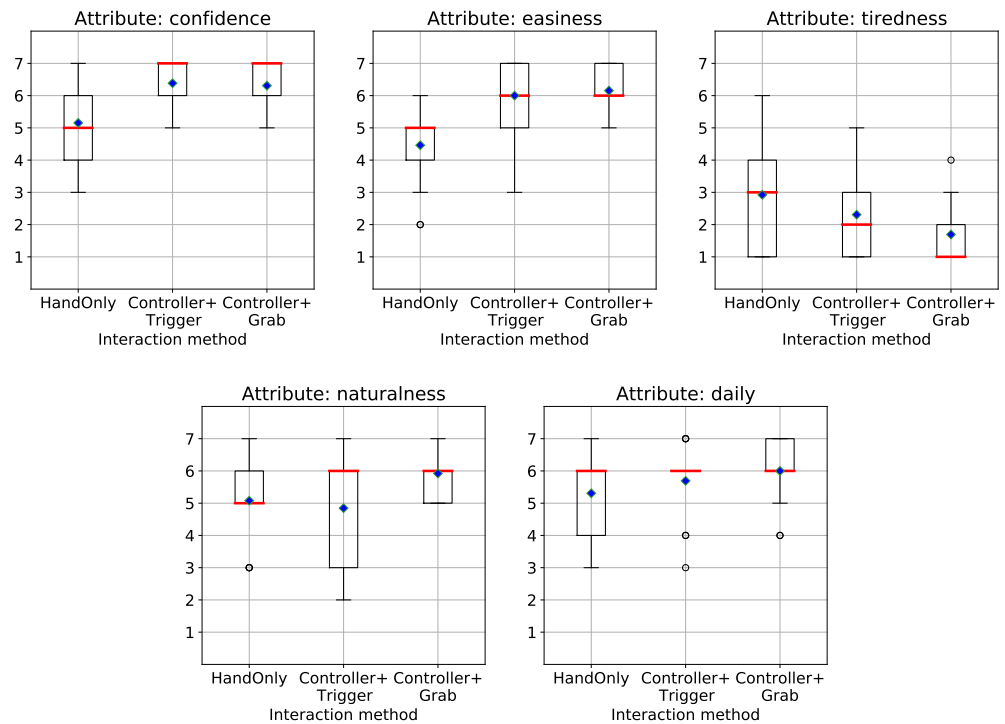 Attribute: confidence
7
6
5
4
3
2
1
HandOnly
Controller+
Trigger
Controller+
Grab
Interaction method
Attribute: easiness
7
6
5
4
3
2
1
HandOnly
Controller+
Trigger
Controller+
Grab
Interaction method
Attribute: tiredness
7
6
5
4
3
2
1
HandOnly
Controller+
Trigger
Controller+
Grab
Interaction method
Attribute: naturalness
7
6
5
4
3
2
1
HandOnly
Controller+
Trigger
Controller+
Grab
Interaction method
Attribute: daily
7
6
5
4
3
2
1
HandOnly
Controller+
Trigger
Controller+
Grab
Interaction method